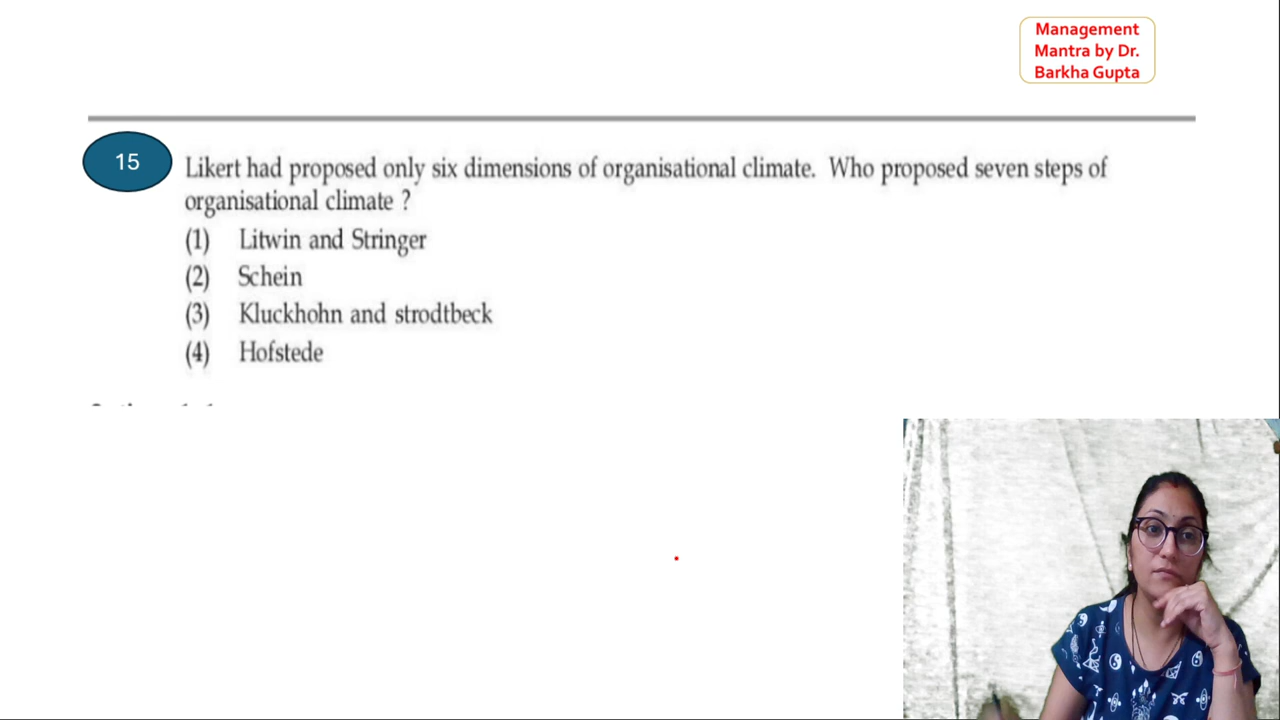 Management
Mantra by Dr.
Barkha Gupta
15
Likert had proposed only six dimensions of organisational climate. Who proposed seven steps of
organisational climate ?
(1) Litwin and Stringer
(2) Schein
(3) Kluckhohn and strodtbeck
(4) Hofstede